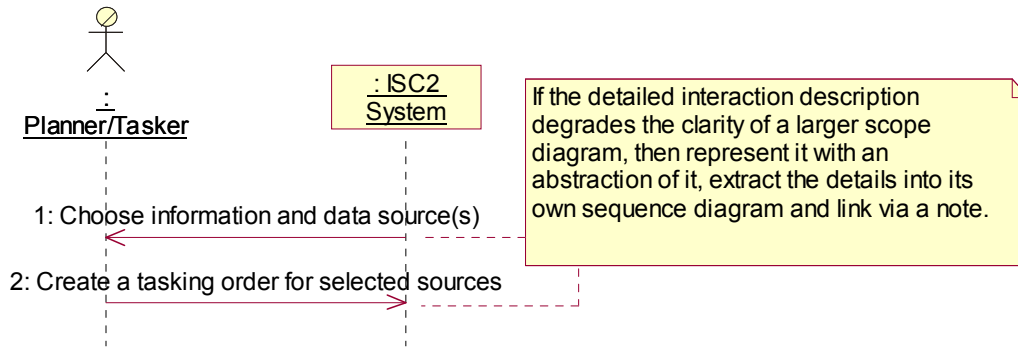 :
Planner/Tasker
: ISC2
System
If the detailed interaction description
degrades the clarity of a larger scope
diagram, then represent it with an
abstraction of it, extract the details into its
own sequence diagram and link via a note.
1: Choose information and data source(s)
2: Create a tasking order for selected sources